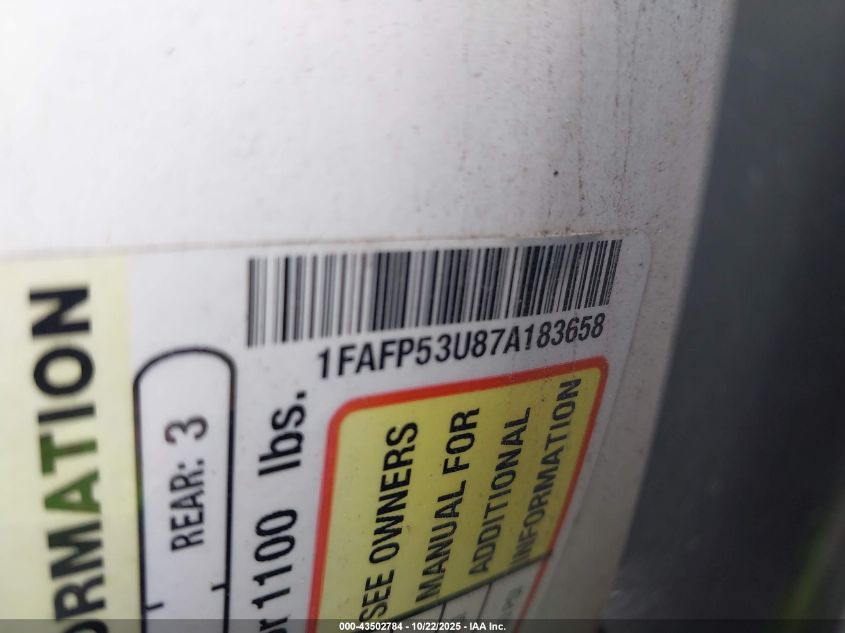 1FAFP53U87A183658
ORMATION
REAR: 3
or 1100 lbs.
SEE OWNERS
MANUAL FOR
ADDITIONAL
INFORMATION
000-43502784 - 10/22/2025 - IAA Inc.